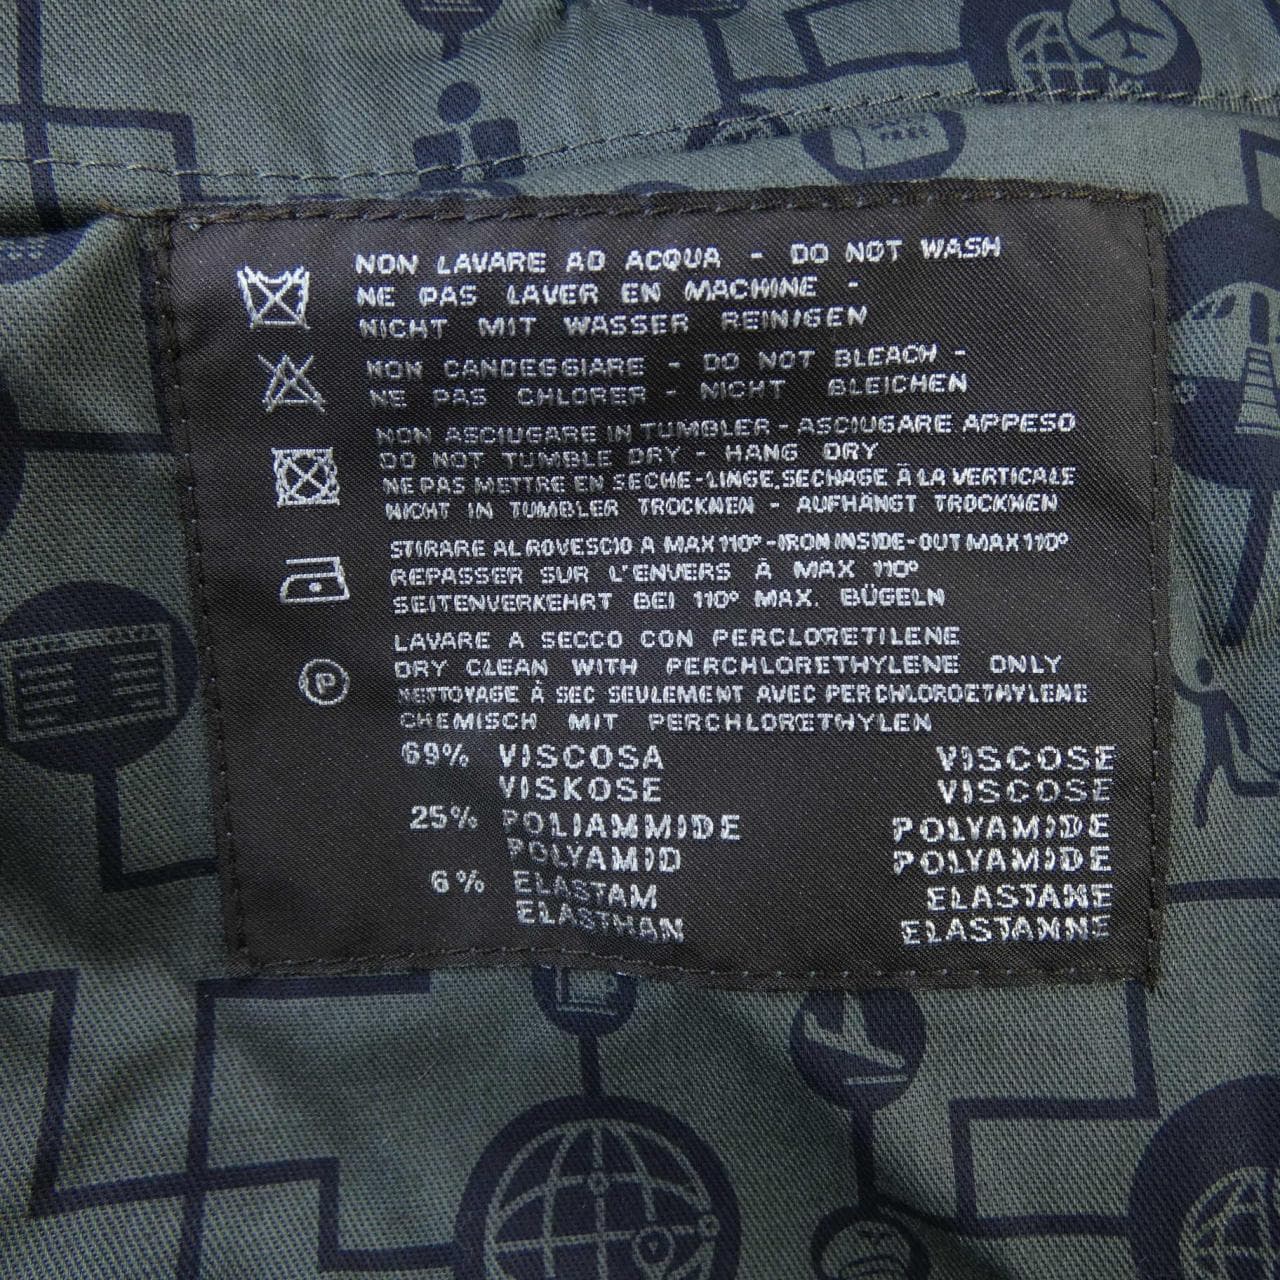 NON LAVARE AD ACQUA - DO NOT WASH
NE PAS LAVER EN MACHINE -
NICHT MIT WASSER REINIGEN
NON CANDEGGIARE - DO NOT BLEACH -
NE PAS CHLORER - NICHT BLEICHEN
NON ASCIUGARE IN TUMBLER - ASCIUGARE APPESO
DO NOT TUMBLE DRY - HANG DRY
NE PAS METTRE EN SECHE-LINGE,SECHAGE À LA VERTICALE
NICHT IN TUMBLER TROCKNEN - AUFHÄNGT TROCKNEN
STIRARE AL ROVESCIO A MAX 110° - IRON INSIDE-OUT MAX 110°
REPASSER SUR L'ENVERS À MAX 110°
SEITENVERKEHRT BEI 110° MAX. BÜGELN
P
LAVARE A SECCO CON PERCLORETILENE
DRY CLEAN WITH PERCHLORETHYLENE ONLY
NETTOYAGE À SEC SEULEMENT AVEC PERCHLOROETHYLENE
CHEMISCH MIT PERCHLORETHYLEN
69% VISCOSA VISCOSE
VISKOSE VISCOSE
25% POLIAMMIDE POLYAMIDE
POLYAMID POLYAMIDE
6% ELASTAM ELASTANE
ELASTHAN ELASTANNE